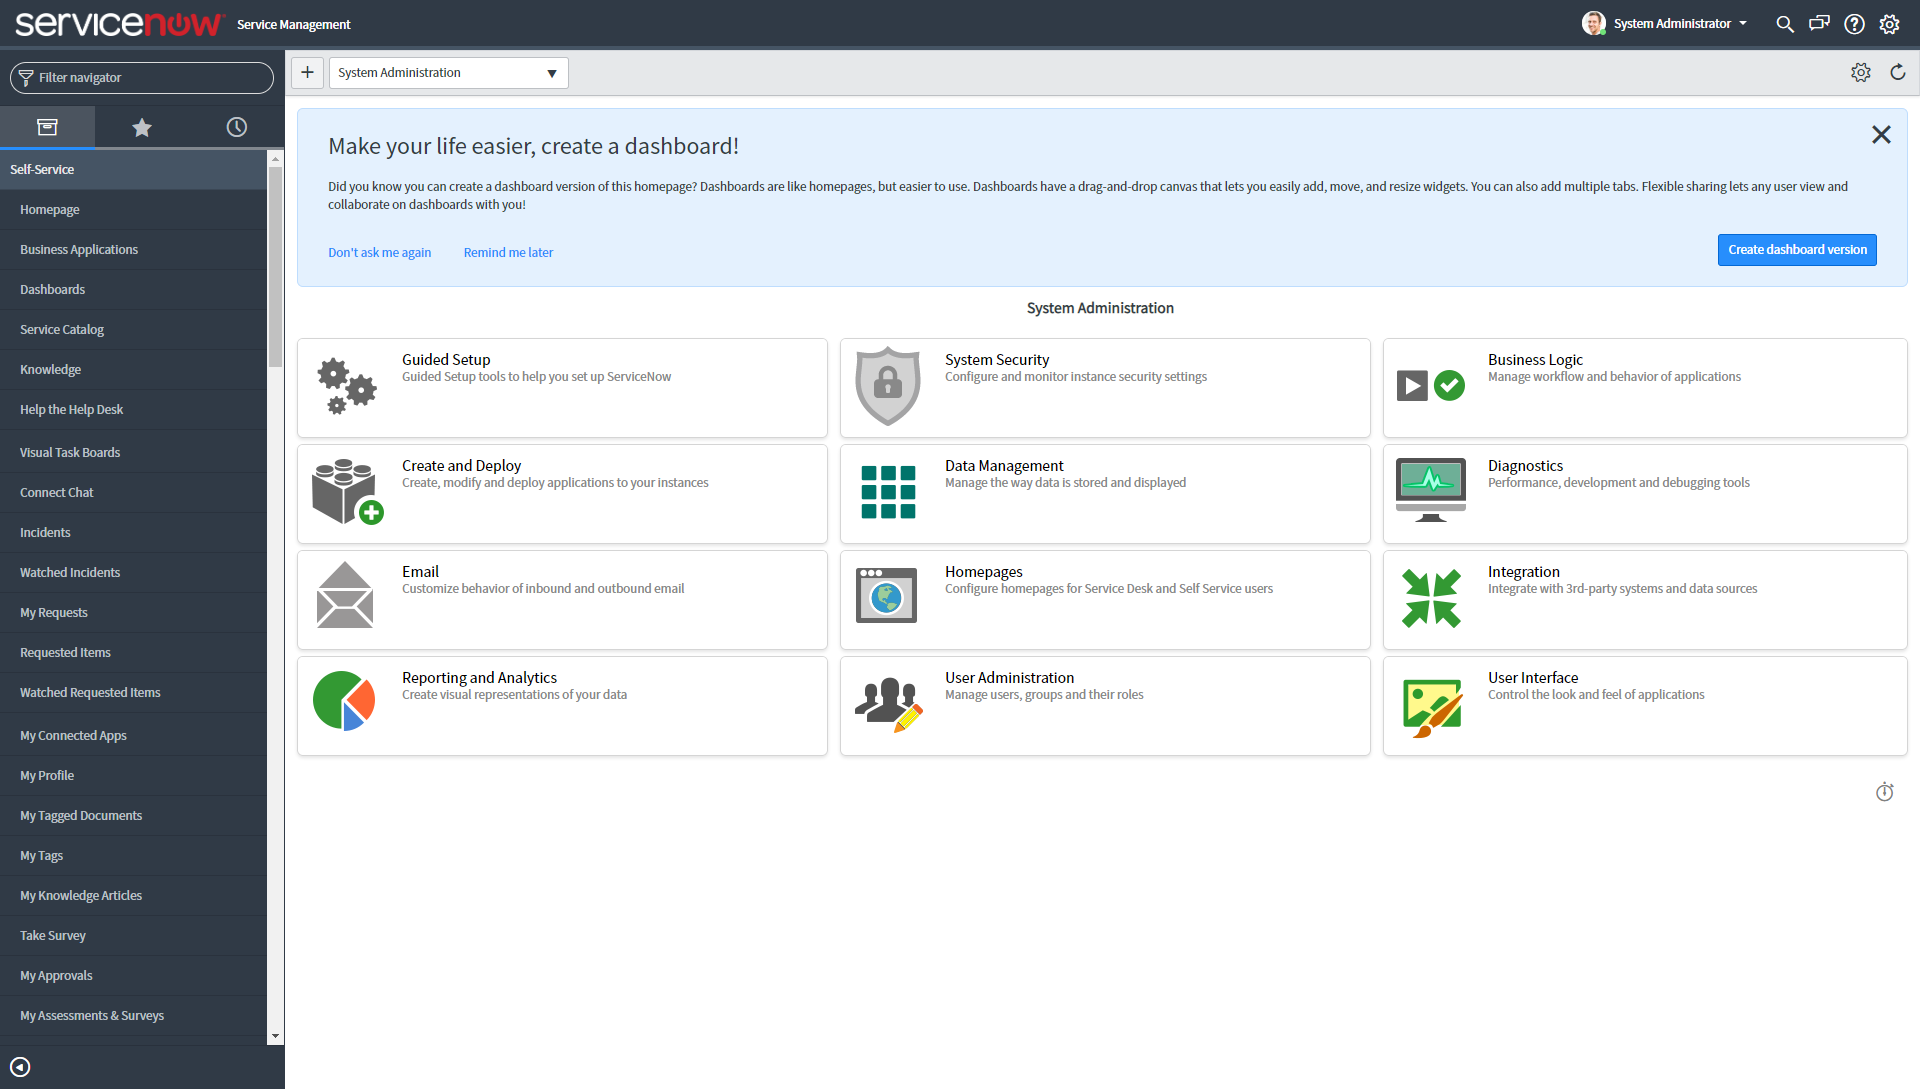 servicenow Service Management
System Administrator
Filter navigator
System Administration
Self-Service
Homepage
Business Applications
Dashboards
Service Catalog
Knowledge
Help the Help Desk
Visual Task Boards
Connect Chat
Incidents
Watched Incidents
My Requests
Requested Items
Watched Requested Items
My Connected Apps
My Profile
My Tagged Documents
My Tags
My Knowledge Articles
Take Survey
My Approvals
My Assessments & Surveys
Make your life easier, create a dashboard!
Did you know you can create a dashboard version of this homepage? Dashboards are like homepages, but easier to use. Dashboards have a drag-and-drop canvas that lets you easily add, move, and resize widgets. You can also add multiple tabs. Flexible sharing lets any user view and
collaborate on dashboards with you!
Don't ask me again
Remind me later
Create dashboard version
System Administration
Guided Setup
Guided Setup tools to help you set up ServiceNow
System Security
Configure and monitor instance security settings
Business Logic
Manage workflow and behavior of applications
Create and Deploy
Create, modify and deploy applications to your instances
Data Management
Manage the way data is stored and displayed
Diagnostics
Performance, development and debugging tools
Email
Customize behavior of inbound and outbound email
Homepages
Configure homepages for Service Desk and Self Service users
Integration
Integrate with 3rd-party systems and data sources
Reporting and Analytics
Create visual representations of your data
User Administration
Manage users, groups and their roles
User Interface
Control the look and feel of applications